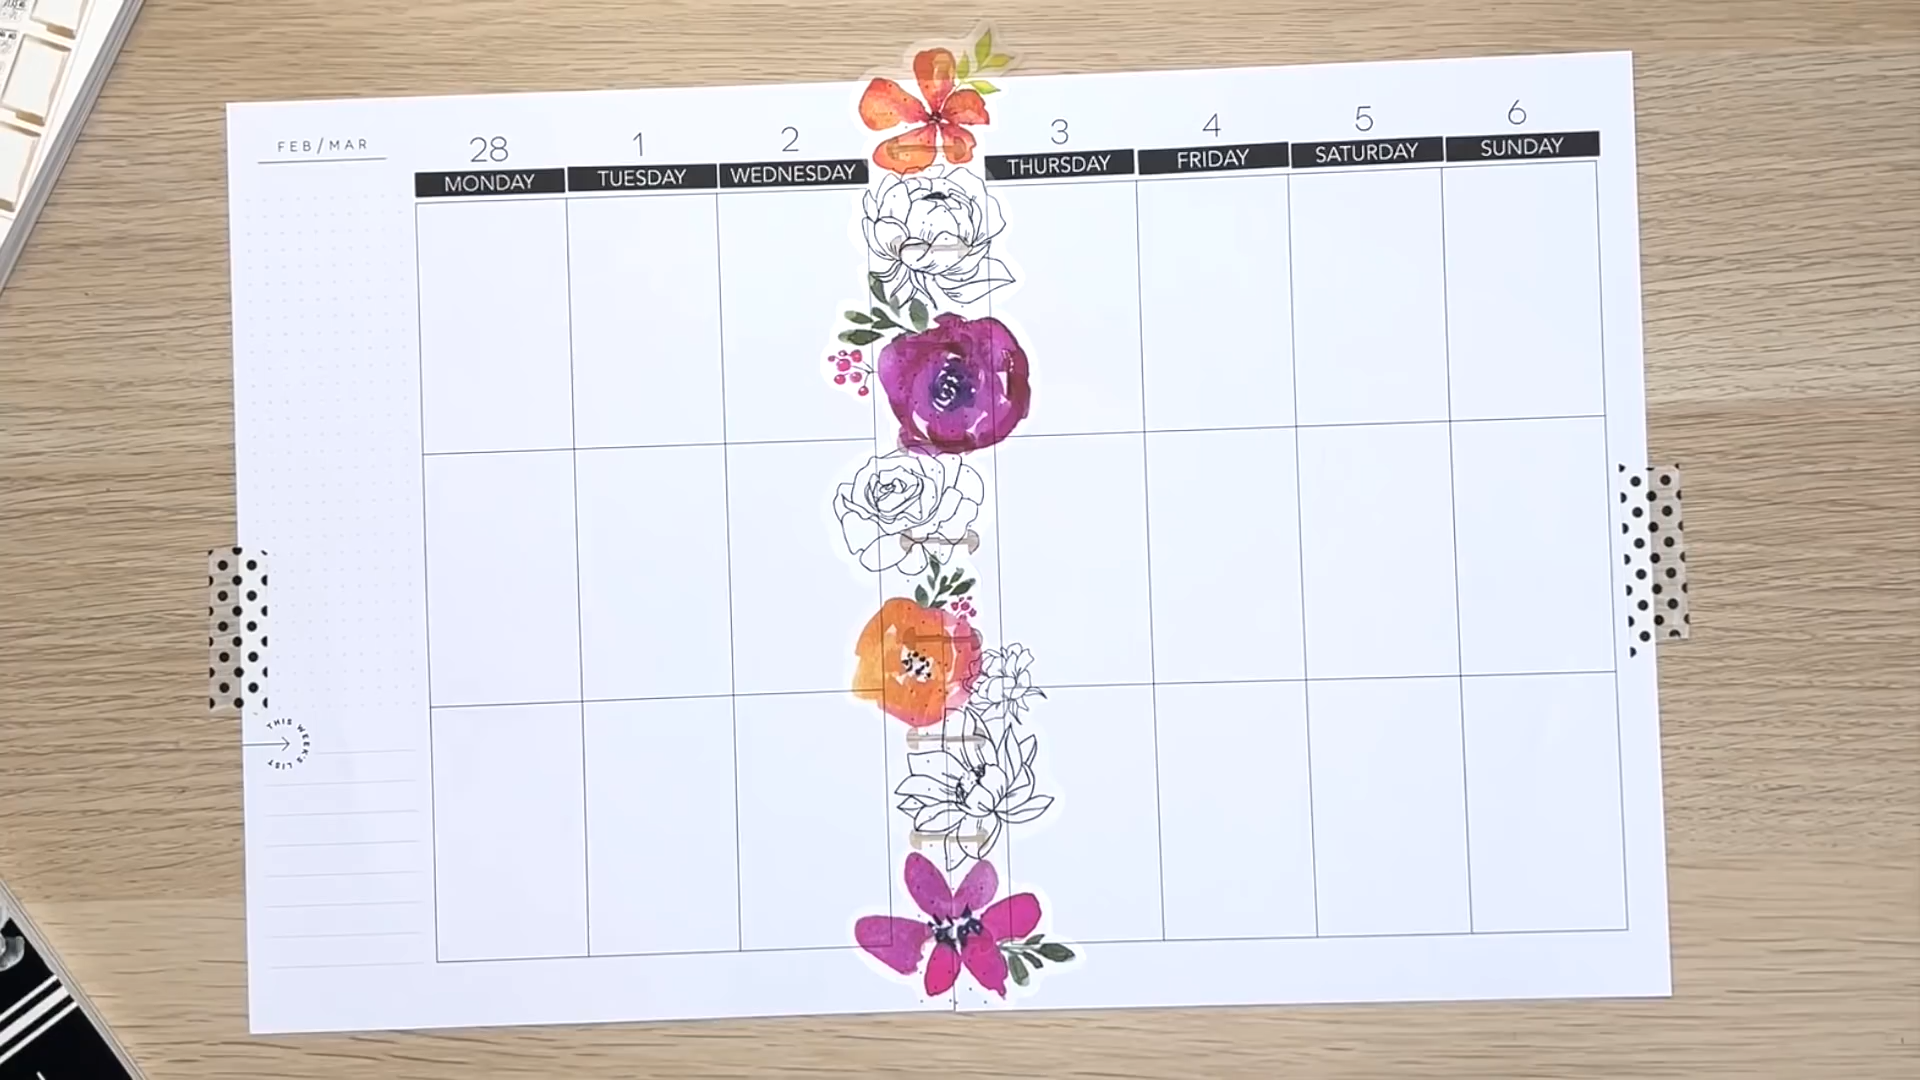 FEB/MAR
28 1 2 3 4 5 6
MONDAY TUESDAY WEDNESDAY THURSDAY FRIDAY SATURDAY SUNDAY
THIS WEEK'S LIST